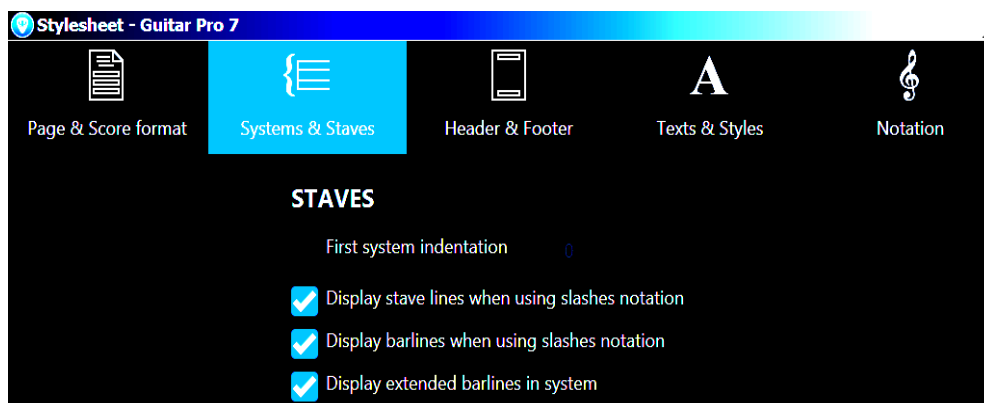 Stylesheet - Guitar Pro 7
Page & Score format
Systems & Staves
Header & Footer
A
Texts & Styles
Notation
STAVES
First system indentation 0
Display stave lines when using slashes notation
Display barlines when using slashes notation
Display extended barlines in system